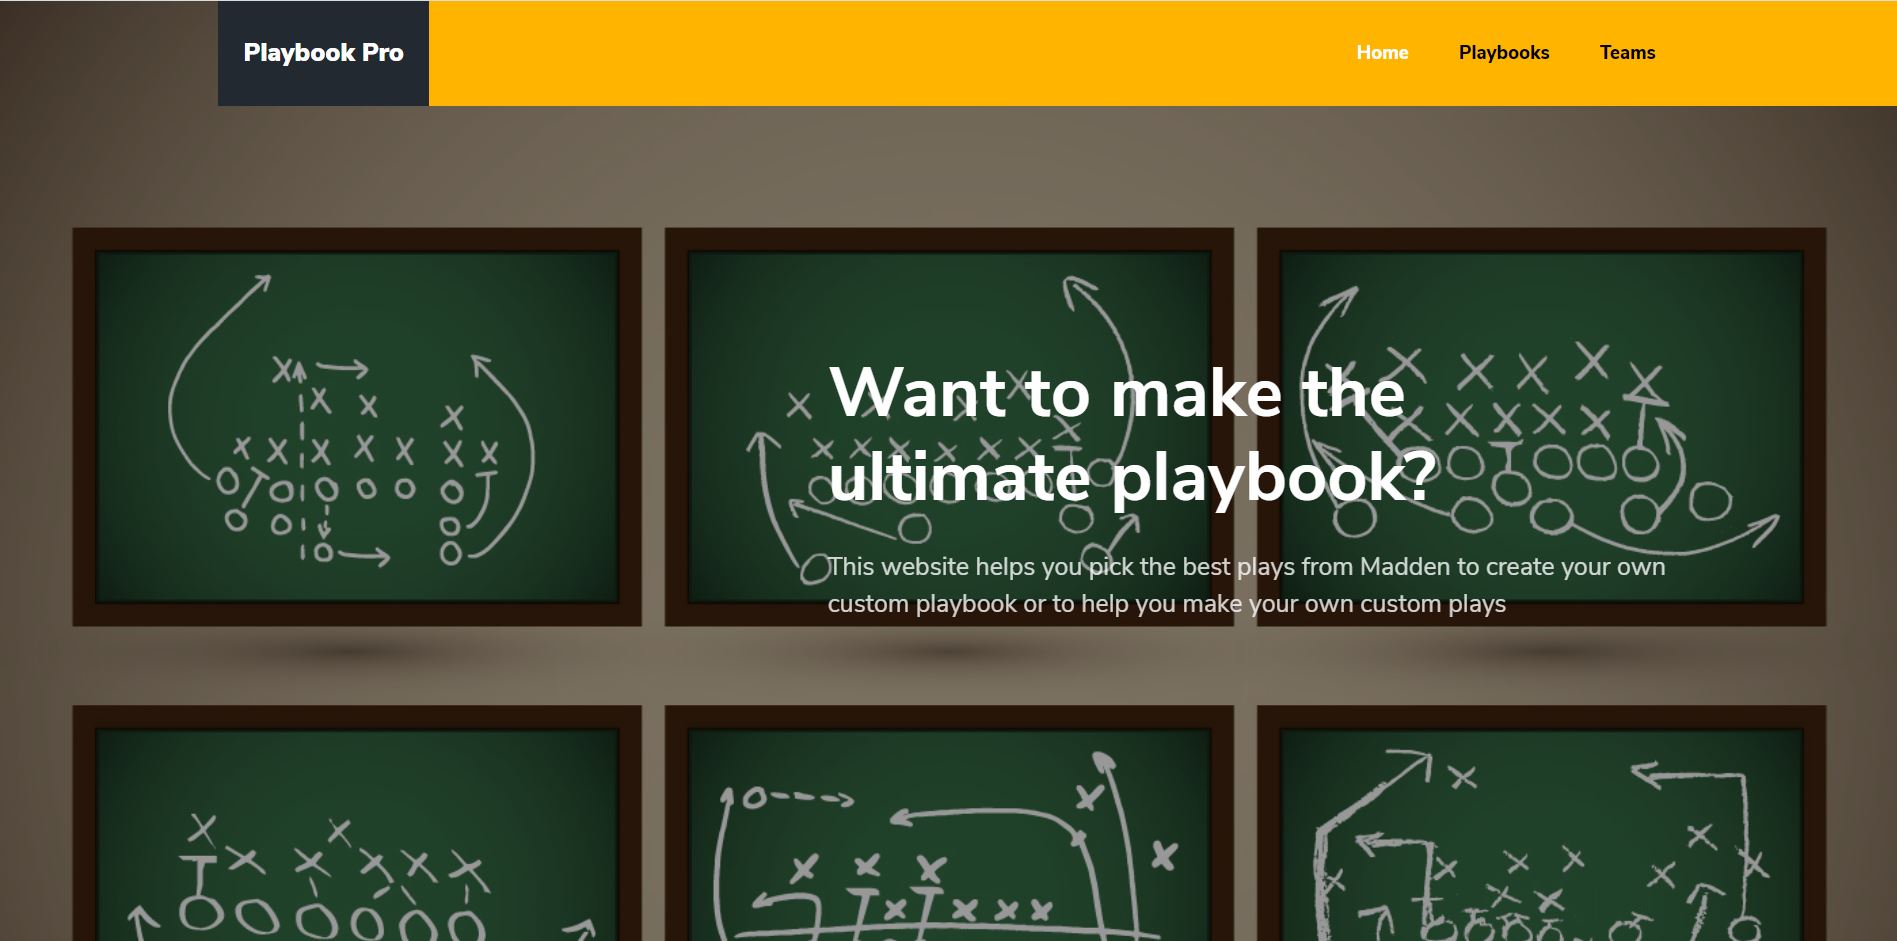 Playbook Pro
Home Playbooks Teams
Want to make the
ultimate playbook?
This website helps you pick the best plays from Madden to create your own
custom playbook or to help you make your own custom plays